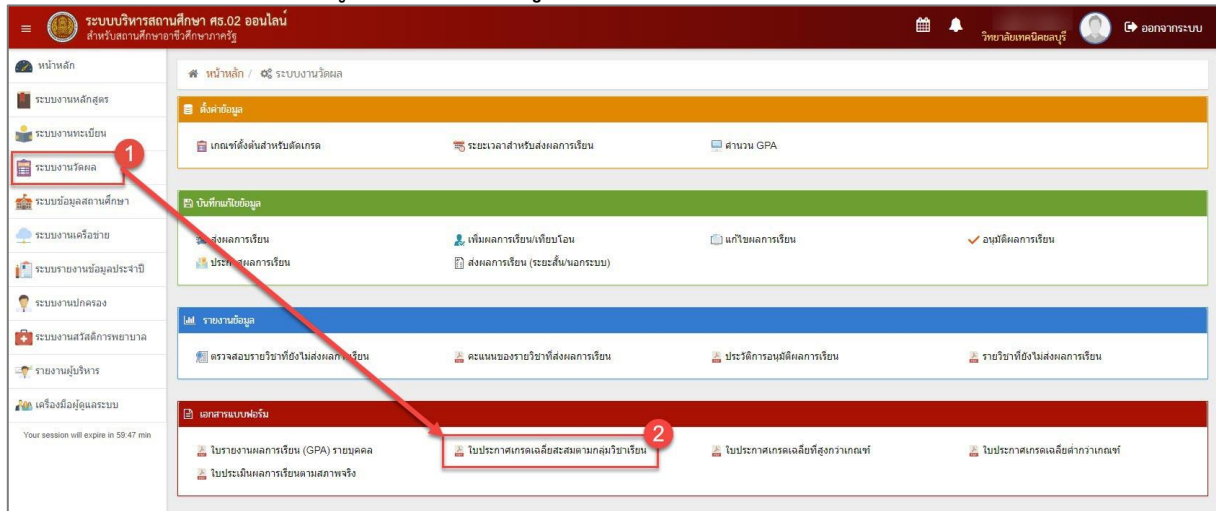 ระบบบริหารสถานศึกษา ศธ.02 ออนไลน์
สำหรับสถานศึกษาอาชีวศึกษาภาครัฐ
วิทยาลัยเทคนิคชลบุรี
ออกจากระบบ
หน้าหลัก
ระบบงานหลักสูตร
ระบบงานทะเบียน
ระบบงานวัดผล
ระบบข้อมูลสถานศึกษา
ระบบงานเครือข่าย
ระบบรายงานข้อมูลประจำปี
ระบบงานปกครอง
ระบบงานสวัสดิการพยาบาล
รายงานผู้บริหาร
เครื่องมือผู้ดูแลระบบ
Your session will expire in 59:47 min
1
หน้าหลัก / ระบบงานวัดผล
ตั้งค่าข้อมูล
เกณฑ์ตั้งต้นสำหรับตัดเกรด ระยะเวลาสำหรับส่งผลการเรียน คำนวน GPA
บันทึกแก้ไขข้อมูล
ส่งผลการเรียน เพิ่มผลการเรียน/เทียบโอน แก้ไขผลการเรียน อนุมัติผลการเรียน
ประกาศผลการเรียน ส่งผลการเรียน (ระยะสั้น/นอกระบบ)
รายงานข้อมูล
ตรวจสอบรายวิชาที่ยังไม่ส่งผลการเรียน คะแนนของรายวิชาที่ส่งผลการเรียน ประวัติการอนุมัติผลการเรียน รายวิชาที่ยังไม่ส่งผลการเรียน
เอกสารแบบฟอร์ม
2
ใบรายงานผลการเรียน (GPA) รายบุคคล ใบประกาศเกรดเฉลี่ยสะสมตามกลุ่มวิชาเรียน ใบประกาศเกรดเฉลี่ยที่สูงกว่าเกณฑ์ ใบประกาศเกรดเฉลี่ยต่ำกว่าเกณฑ์
ใบประเมินผลการเรียนตามสภาพจริง